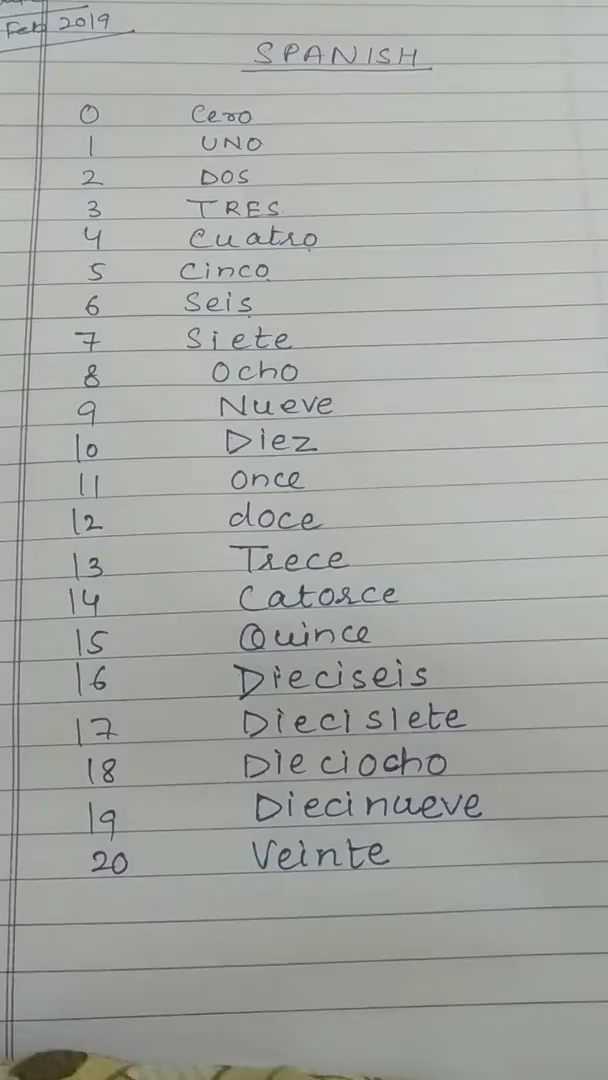 Feb 2019
SPANISH
0 Cero
1 UNO
2 DOS
3 TRES
4 Cuatro
5 Cinco
6 Seis
7 Siete
8 Ocho
9 Nueve
10 Diez
11 once
12 doce
13 Trece
14 Catorce
15 Quince
16 Dieciseis
17 Diecisiete
18 Dieciocho
19 Diecinueve
20 Veinte